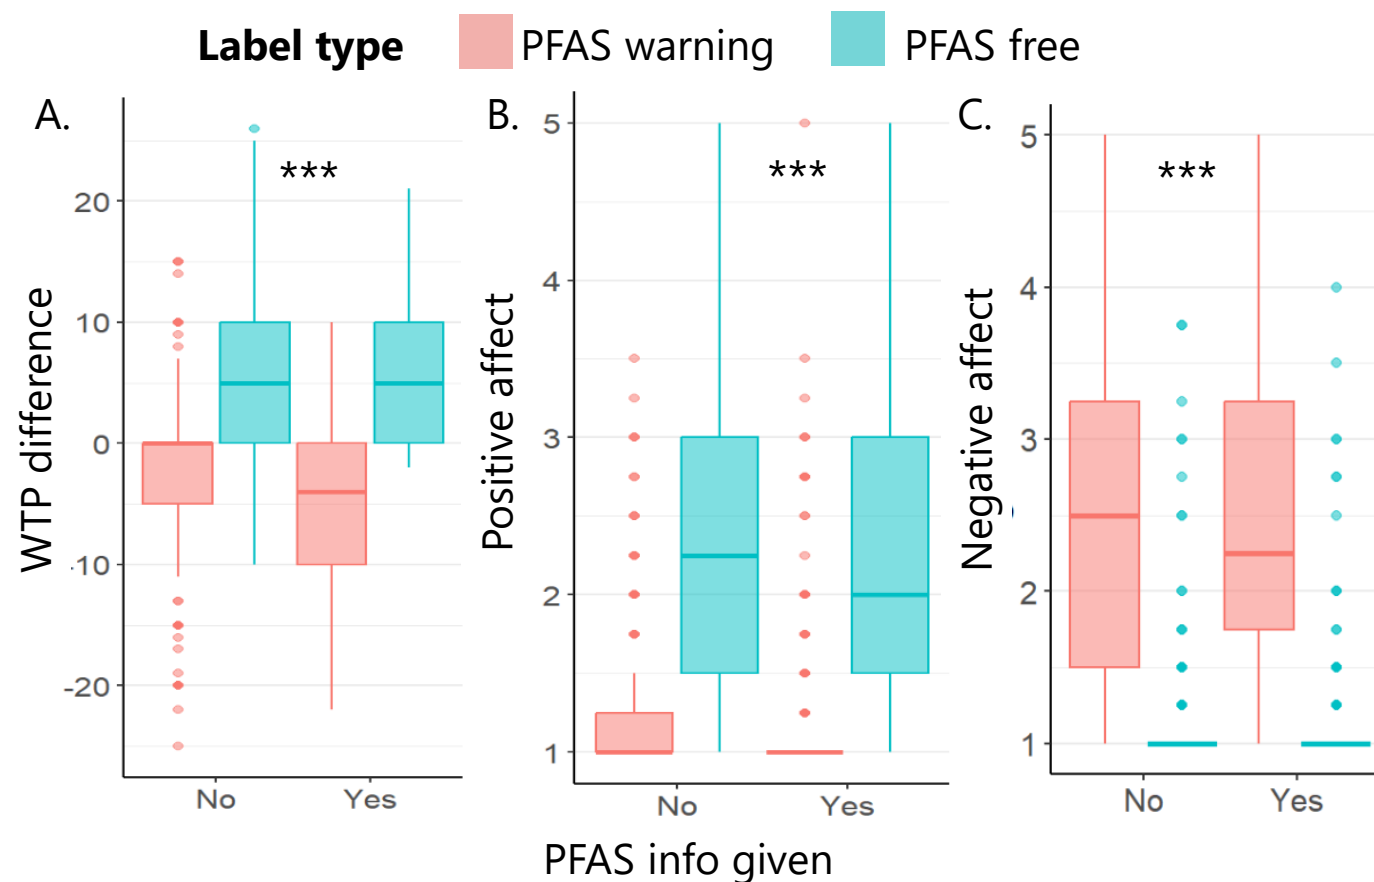 Label type PFAS warning PFAS free
A.
WTP difference
20
10
0
-10
-20
No Yes
B.
Positive affect
5
4
3
2
1
***
No Yes
C.
Negative affect
5
4
3
2
1
***
No Yes
***
PFAS info given